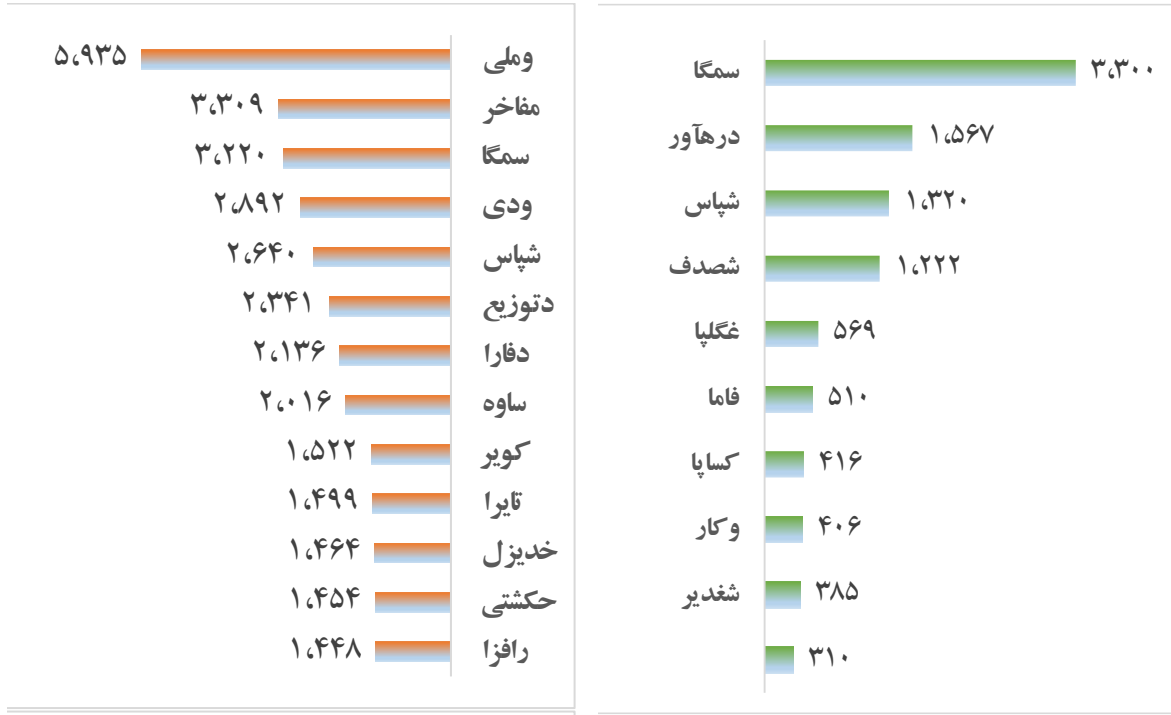 سمگا ۳،۳۰۰
درهآور ۱،۵۶۷
شپاس ۱،۳۲۰
شصدف ۱،۲۲۲
غگلپا ۵۶۹
فاما ۵۱۰
کساپا ۴۱۶
وکار ۴۰۶
شغدیر ۳۸۵
۳۱۰
وملی ۵،۹۳۵
مفاخر ۳،۳۰۹
سمگا ۳،۲۲۰
ودی ۲،۸۹۲
شپاس ۲،۶۴۰
دتوزیع ۲،۳۴۱
دفارا ۲،۱۳۶
ساوه ۲،۰۱۶
کویر ۱،۵۲۲
تایرا ۱،۴۹۹
خدیزل ۱،۴۶۴
حکشتی ۱،۴۵۴
رافزا ۱،۴۴۸